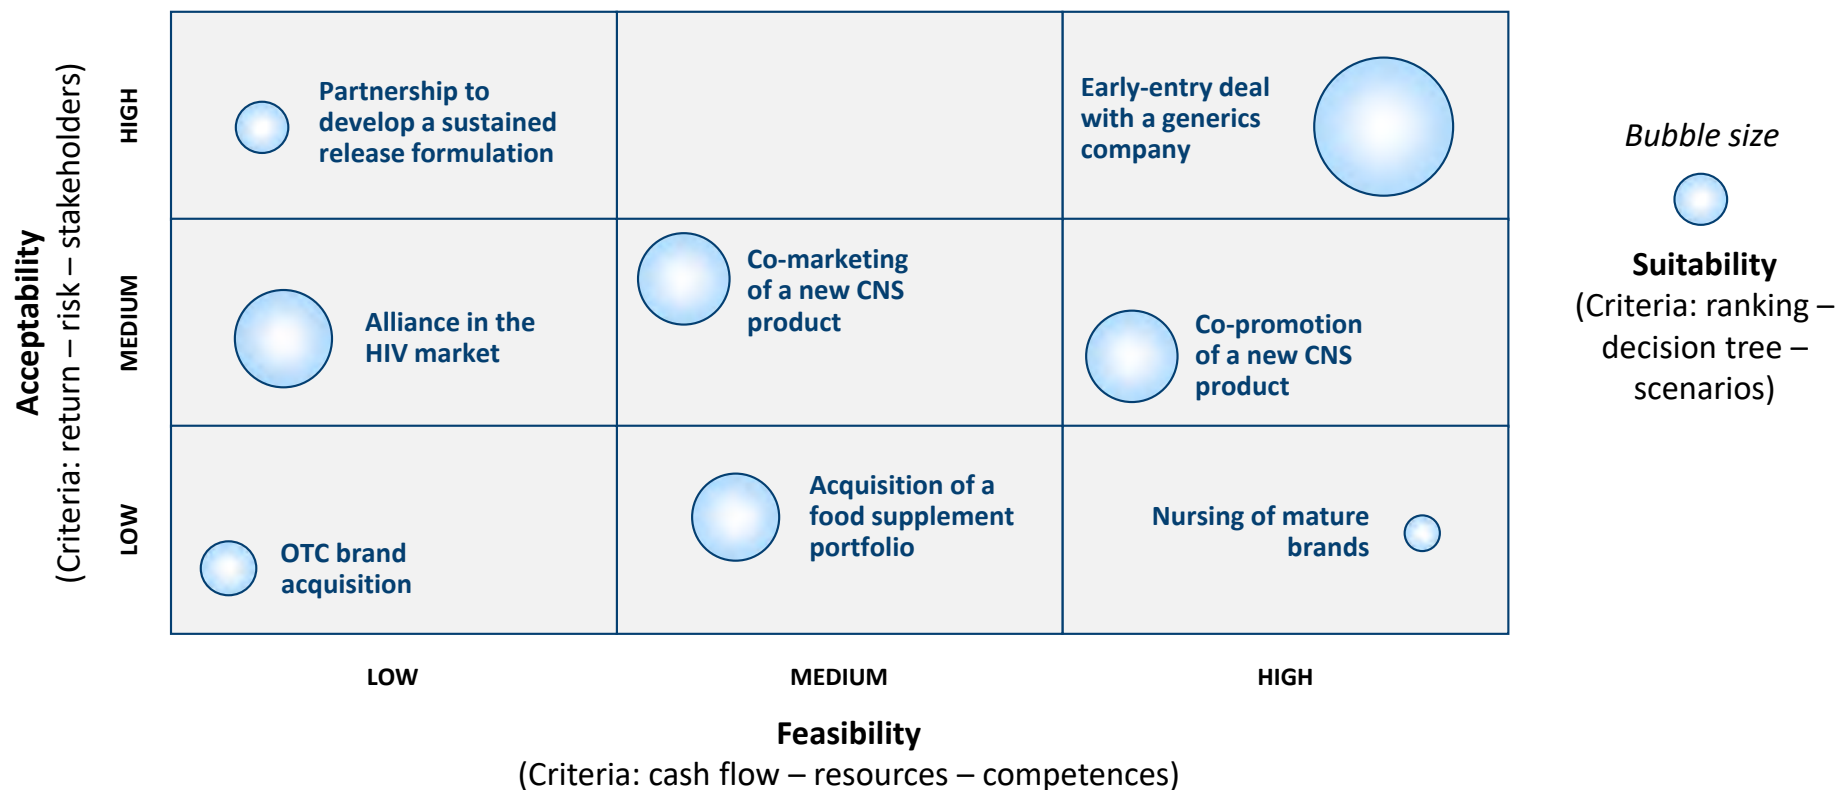 Acceptability
(Criteria: return – risk – stakeholders)
HIGH
MEDIUM
LOW
Partnership to
develop a sustained
release formulation
Early-entry deal
with a generics
company
Alliance in the
HIV market
Co-marketing
of a new CNS
product
Co-promotion
of a new CNS
product
OTC brand
acquisition
Acquisition of a
food supplement
portfolio
Nursing of mature
brands
LOW
MEDIUM
HIGH
Feasibility
(Criteria: cash flow – resources – competences)
Bubble size
Suitability
(Criteria: ranking –
decision tree –
scenarios)